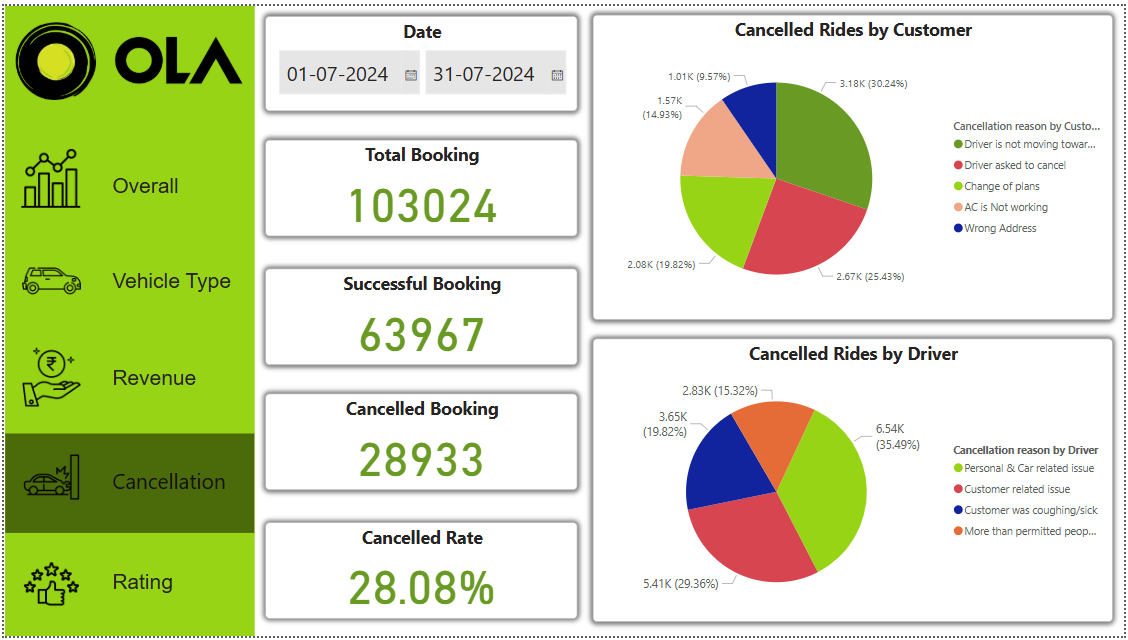 OLA
Overall
Vehicle Type
Revenue
Cancellation
Rating
Date
01-07-2024
31-07-2024
Total Booking
103024
Successful Booking
63967
Cancelled Booking
28933
Cancelled Rate
28.08%
Cancelled Rides by Customer
1.01K (9.57%)
3.18K (30.24%)
1.57K
(14.93%)
2.08K (19.82%)
2.67K (25.43%)
Cancellation reason by Custo...
Driver is not moving towar...
Driver asked to cancel
Change of plans
AC is Not working
Wrong Address
Cancelled Rides by Driver
2.83K (15.32%)
3.65K
(19.82%)
6.54K
(35.49%)
5.41K (29.36%)
Cancellation reason by Driver
Personal & Car related issue
Customer related issue
Customer was coughing/sick
More than permitted peop...